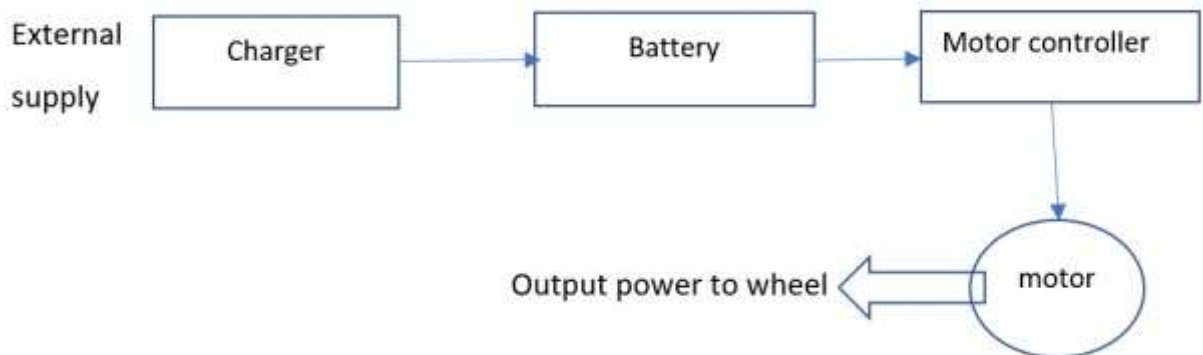 External
supply
Charger
Battery
Motor controller
motor
Output power to wheel